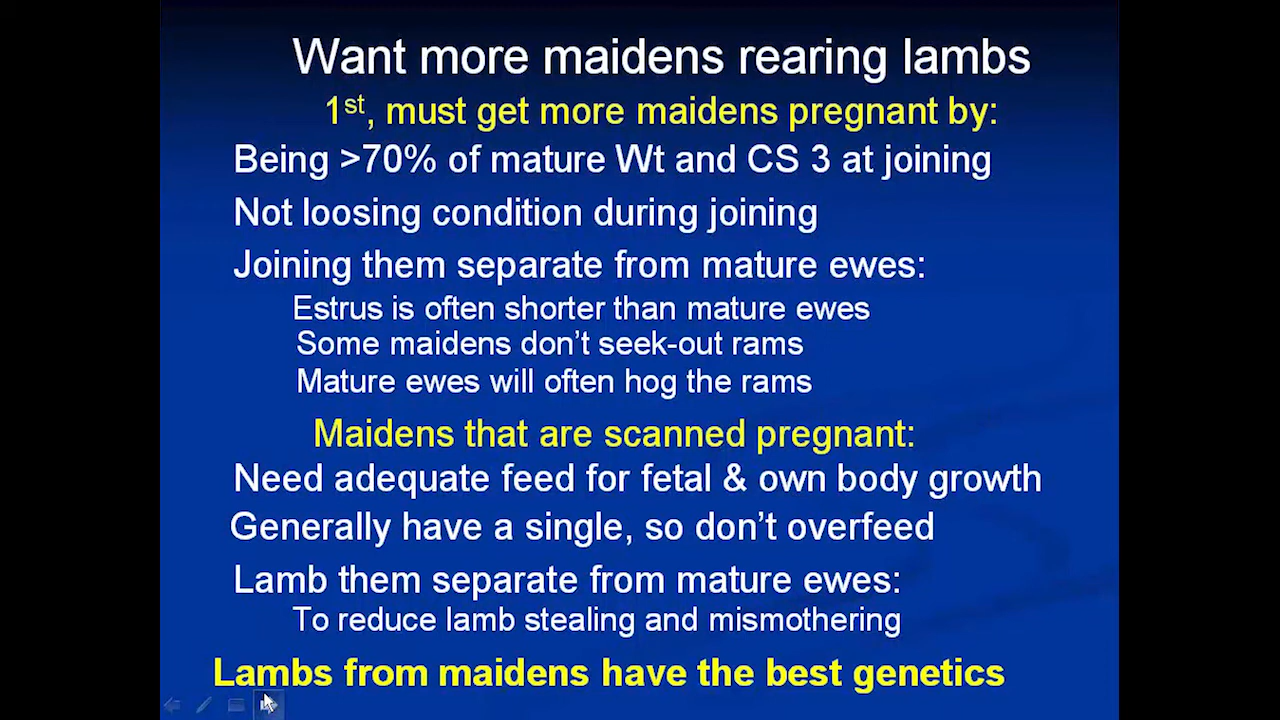 Want more maidens rearing lambs
1st, must get more maidens pregnant by:
Being >70% of mature Wt and CS 3 at joining
Not loosing condition during joining
Joining them separate from mature ewes:
Estrus is often shorter than mature ewes
Some maidens don't seek-out rams
Mature ewes will often hog the rams
Maidens that are scanned pregnant:
Need adequate feed for fetal & own body growth
Generally have a single, so don't overfeed
Lamb them separate from mature ewes:
To reduce lamb stealing and mismothering
Lambs from maidens have the best genetics